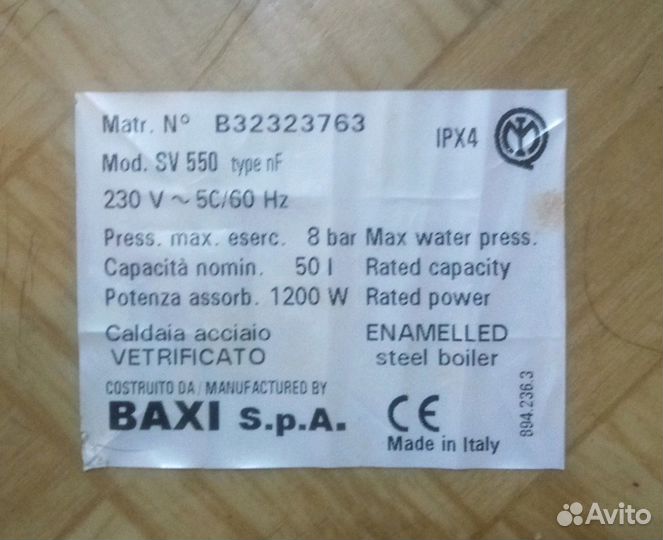 Matr. N° B32323763
IPX4
Mod. SV 550 type nF
230 V ~ 50/60 Hz
Press. max. eserc. 8 bar Max water press.
Capacità nomin. 50 l Rated capacity
Potenza assorb. 1200 W Rated power
Caldaia acciaio ENAMELLED
VETRIFICATO steel boiler
COSTRUITO DA / MANUFACTURED BY
BAXI S.p.A. CE
Made in Italy
894.236.3
Avito